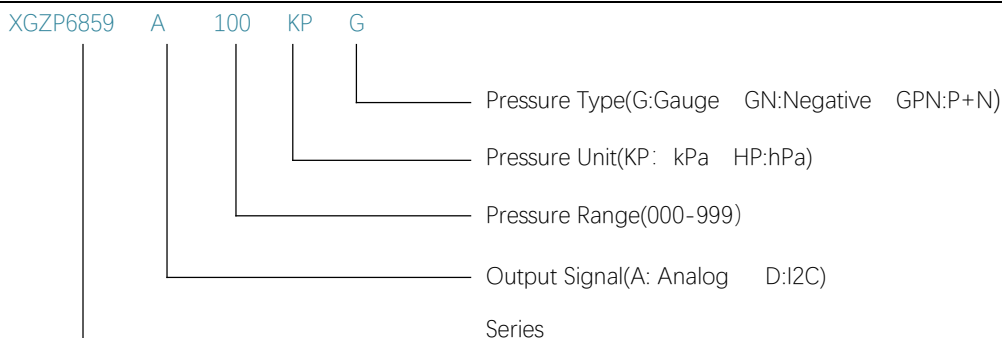 XGZP6859 A 100 KP G
Pressure Type(G:Gauge GN:Negative GPN:P+N)
Pressure Unit(KP： kPa HP:hPa)
Pressure Range(000-999）
Output Signal(A: Analog D:I2C)
Series